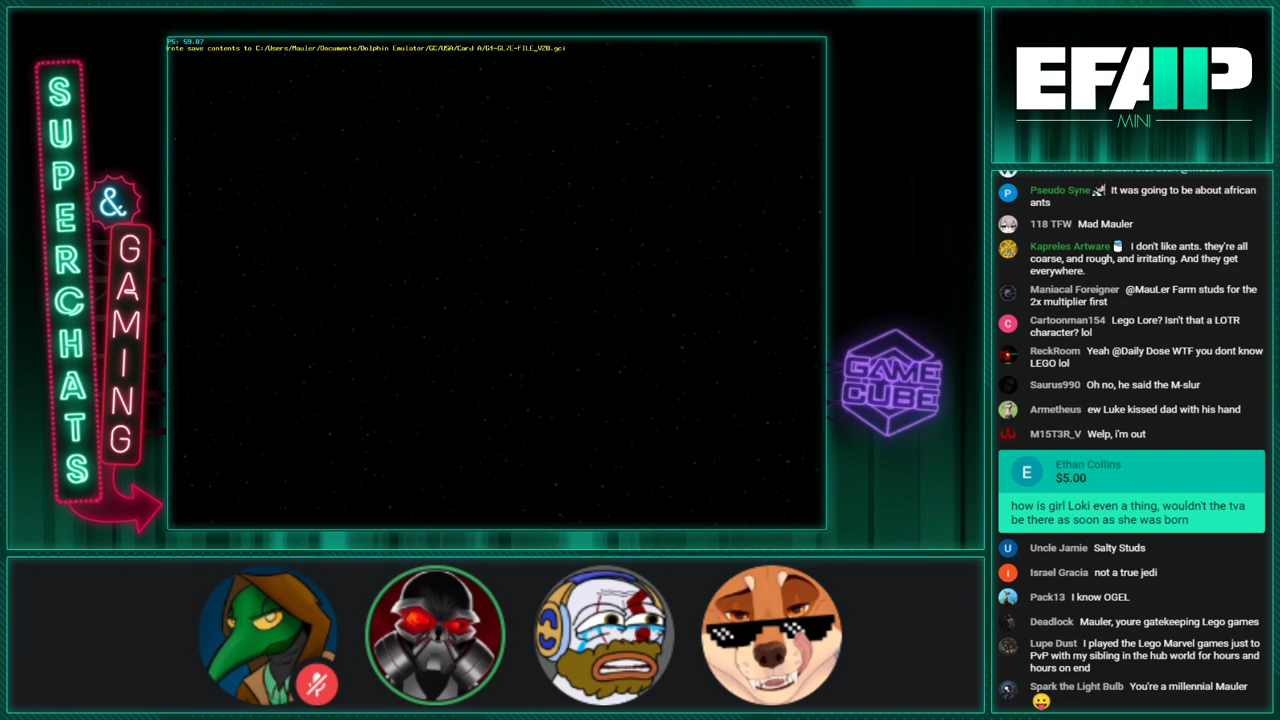 PS: 59.87
rote save contents to C:/Users/Mauler/Documents/Dolphin Emulator/GC/USA/Card A/G4-GL7E-FILE_VZ0.gci
SUPERCHATS
&
GAMING
GAME
CUBE
EFAP
MINI
Pseudo Syne It was going to be about african
ants
118 TFW Mad Mauler
Kapreles Artware I don't like ants. they're all
coarse, and rough, and irritating. And they get
everywhere.
Maniacal Foreigner @MauLer Farm studs for the
2x multiplier first
Cartoonman154 Lego Lore? Isn't that a LOTR
character? lol
ReckRoom Yeah @Daily Dose WTF you dont know
LEGO lol
Saurus990 Oh no, he said the M-slur
Armetheus ew Luke kissed dad with his hand
M15T3R_V Welp, i'm out
E
Ethan Collins
$5.00
how is girl Loki even a thing, wouldn't the tva
be there as soon as she was born
Uncle Jamie Salty Studs
Israel Gracia not a true jedi
Pack13 I know OGEL
Deadlock Mauler, youre gatekeeping Lego games
Lupe Dust I played the Lego Marvel games just to
PvP with my sibling in the hub world for hours and
hours on end
Spark the Light Bulb You're a millennial Mauler